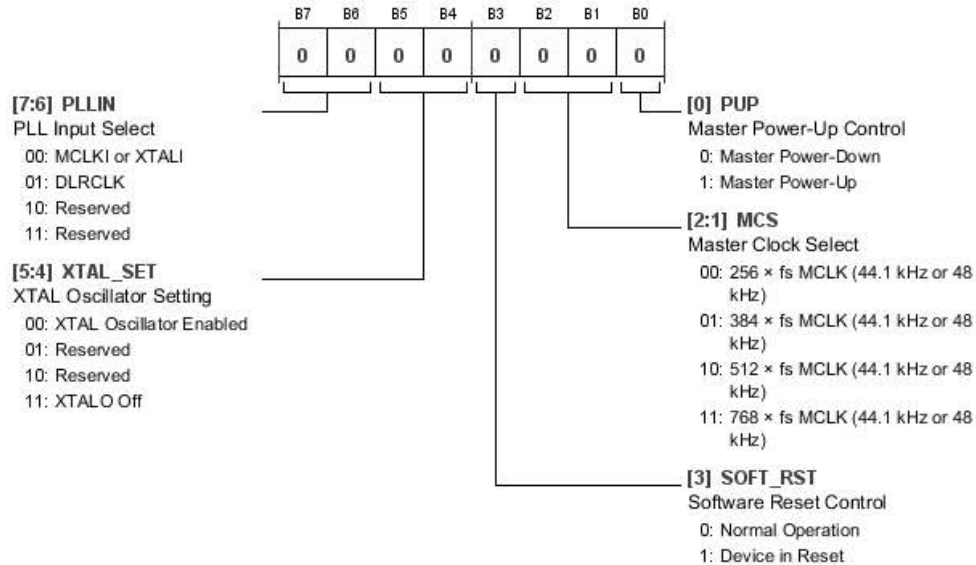 B7 B6 B5 B4 B3 B2 B1 B0
0 0 0 0 0 0 0 0
[7:6] PLLIN
PLL Input Select
00: MCLKI or XTALI
01: DLRCLK
10: Reserved
11: Reserved
[5:4] XTAL_SET
XTAL Oscillator Setting
00: XTAL Oscillator Enabled
01: Reserved
10: Reserved
11: XTALO Off
[0] PUP
Master Power-Up Control
0: Master Power-Down
1: Master Power-Up
[2:1] MCS
Master Clock Select
00: 256 × fs MCLK (44.1 kHz or 48
kHz)
01: 384 × fs MCLK (44.1 kHz or 48
kHz)
10: 512 × fs MCLK (44.1 kHz or 48
kHz)
11: 768 × fs MCLK (44.1 kHz or 48
kHz)
[3] SOFT_RST
Software Reset Control
0: Normal Operation
1: Device in Reset